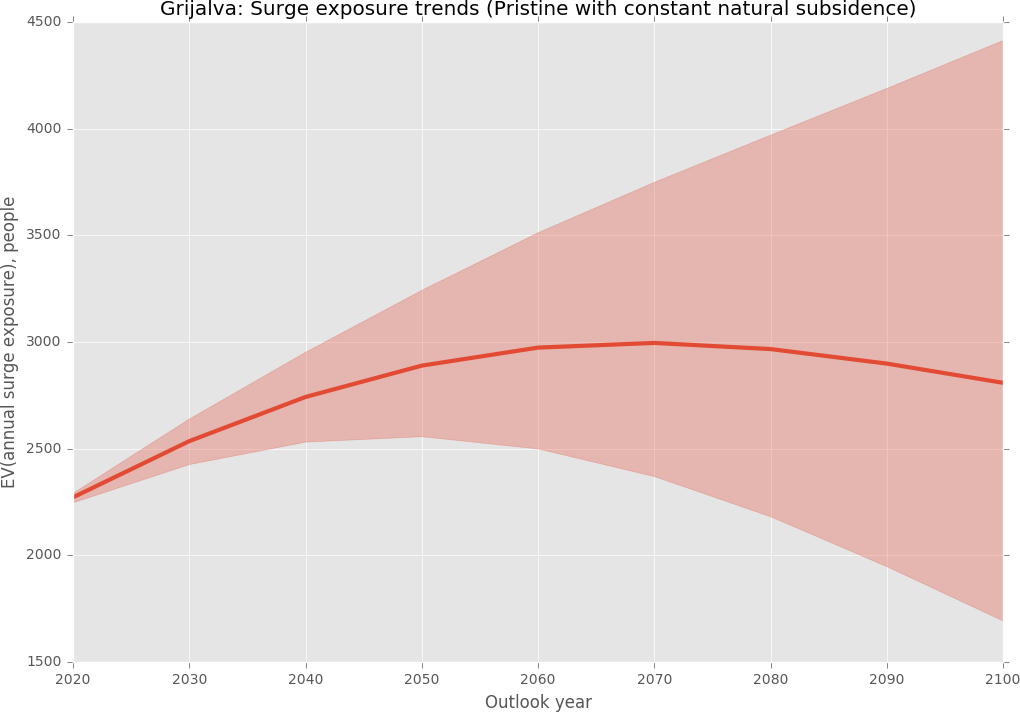 Grijalva: Surge exposure trends (Pristine with constant natural subsidence)
EV(annual surge exposure), people
4500
4000
3500
3000
2500
2000
1500
2020 2030 2040 2050 2060 2070 2080 2090 2100
Outlook year